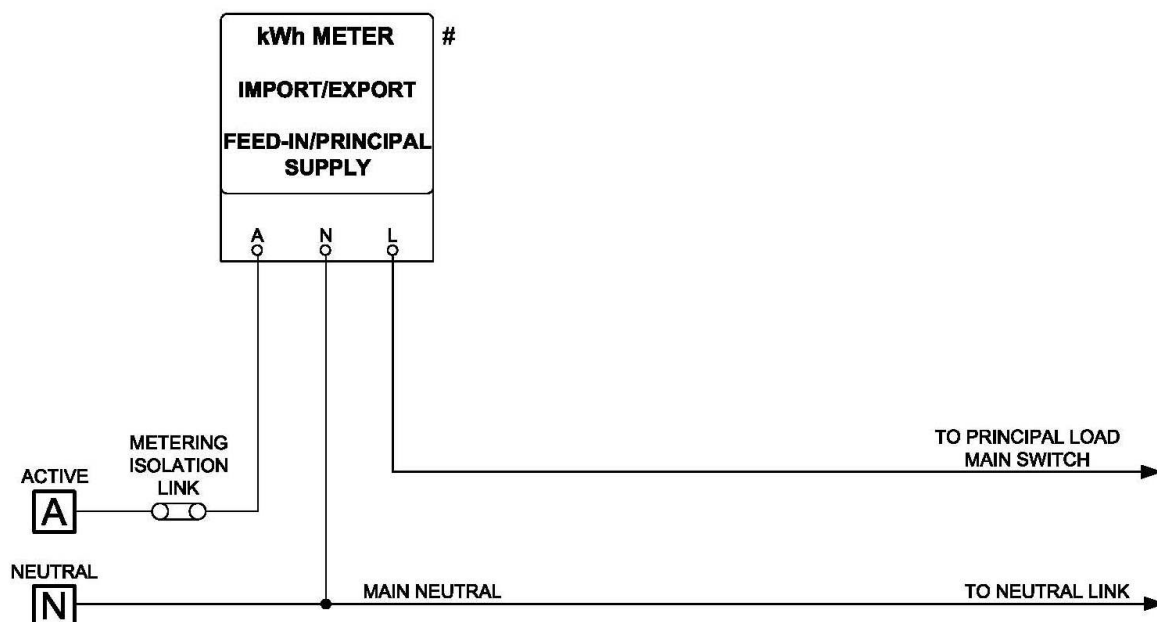 kWh METER #
IMPORT/EXPORT
FEED-IN/PRINCIPAL
SUPPLY
A N L
TO PRINCIPAL LOAD
MAIN SWITCH
METERING
ISOLATION
LINK
ACTIVE
A
NEUTRAL
N
MAIN NEUTRAL
TO NEUTRAL LINK